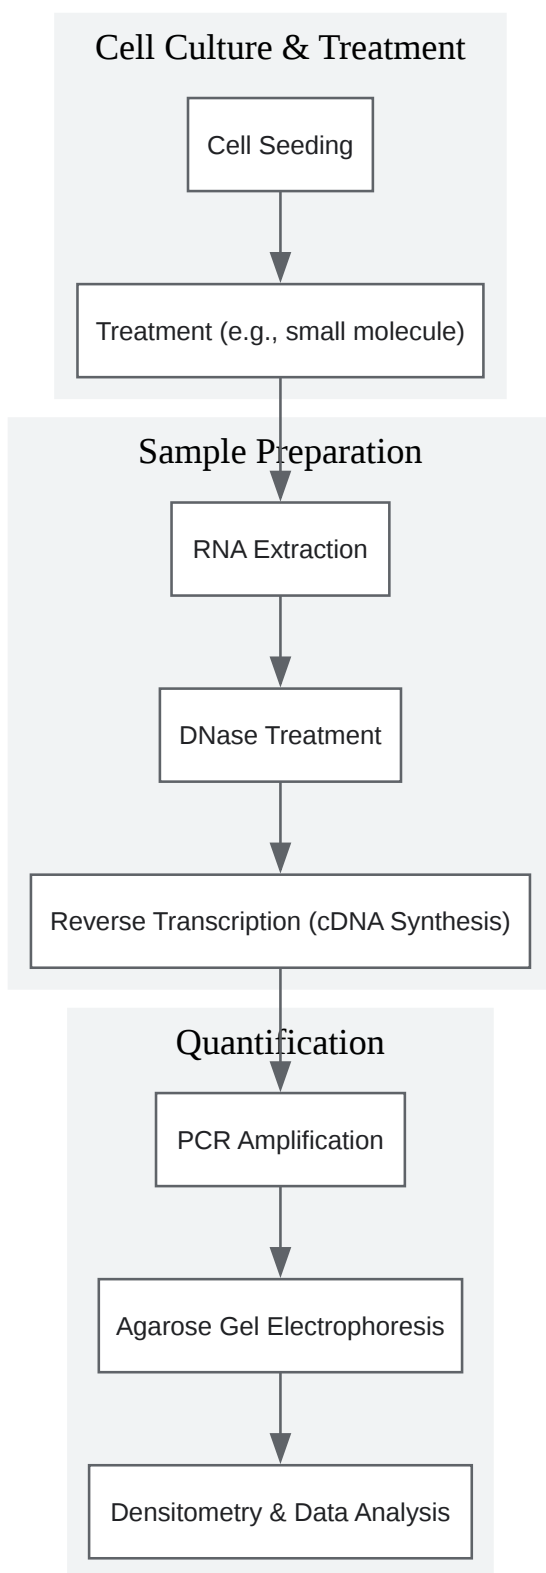 Cell Culture & Treatment
Cell Seeding
Treatment (e.g., small molecule)
Sample Preparation
RNA Extraction
DNase Treatment
Reverse Transcription (cDNA Synthesis)
Quantification
PCR Amplification
Agarose Gel Electrophoresis
Densitometry & Data Analysis